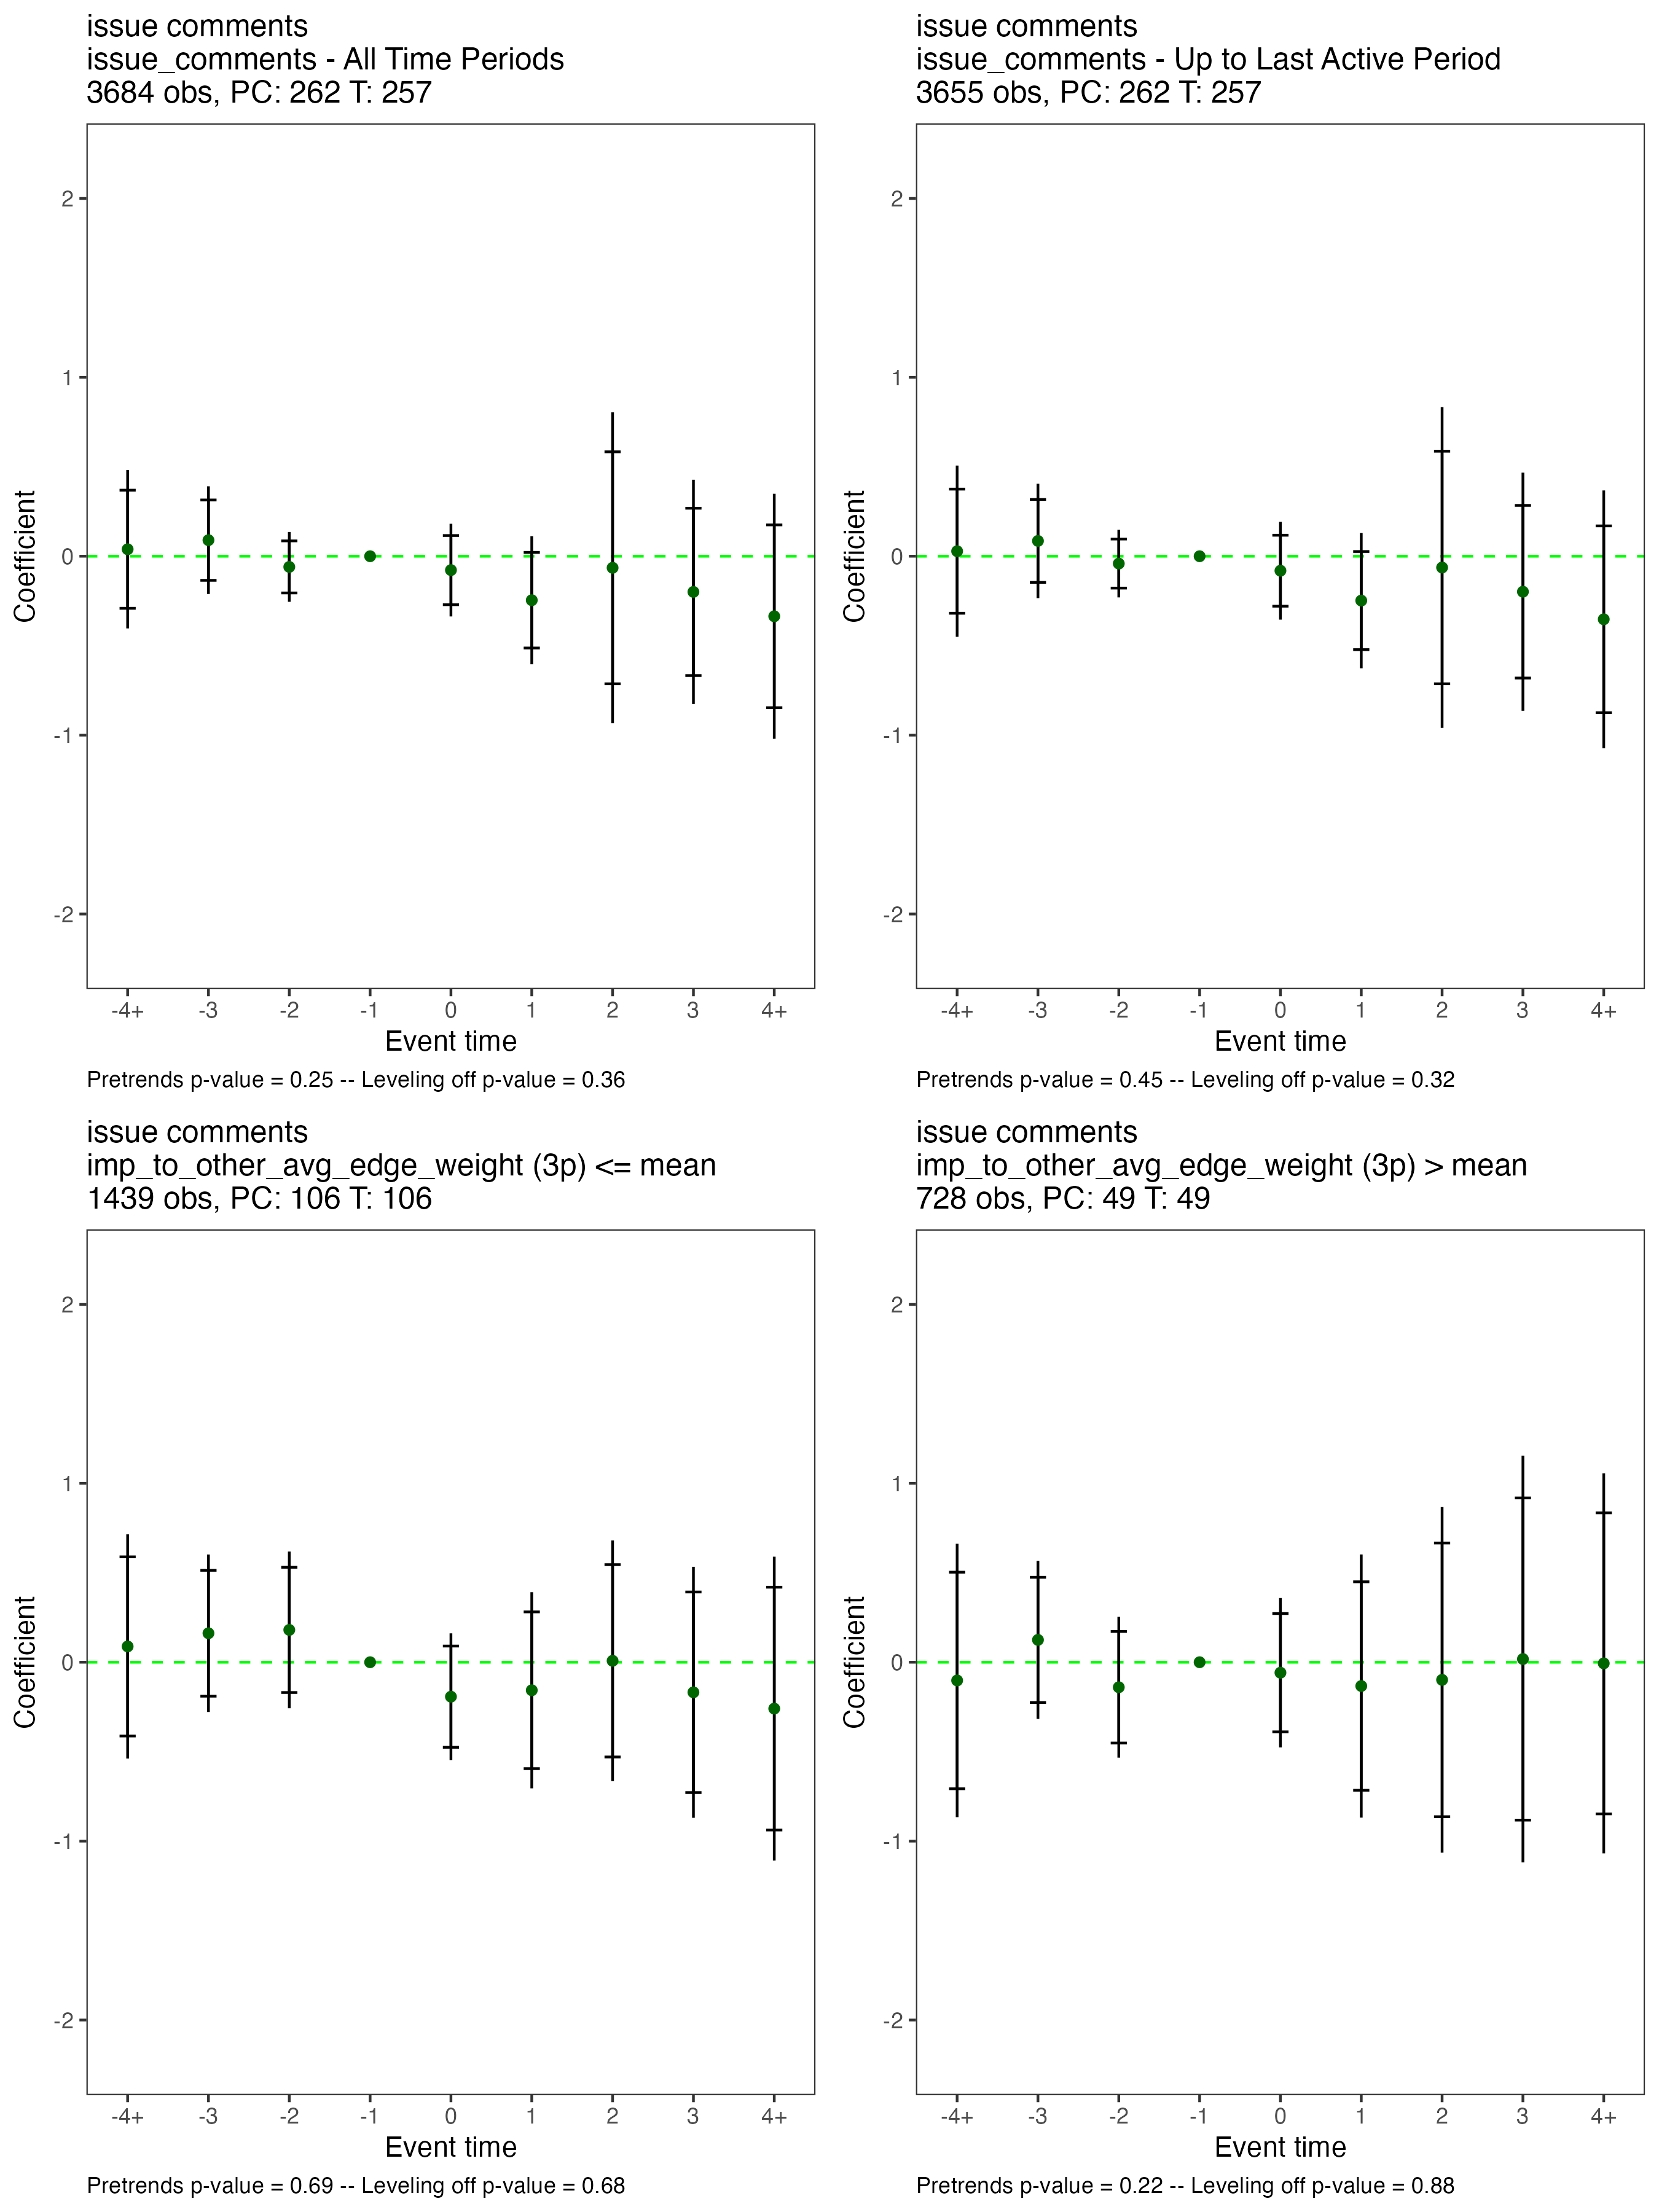 issue comments
issue_comments - All Time Periods
3684 obs, PC: 262 T: 257
2
1
0
-1
-2
Coefficient
-4+ -3 -2 -1 0 1 2 3 4+
Event time
Pretrends p-value = 0.25 -- Leveling off p-value = 0.36
issue comments
issue_comments - Up to Last Active Period
3655 obs, PC: 262 T: 257
2
1
0
-1
-2
Coefficient
-4+ -3 -2 -1 0 1 2 3 4+
Event time
Pretrends p-value = 0.45 -- Leveling off p-value = 0.32
issue comments
imp_to_other_avg_edge_weight (3p) <= mean
1439 obs, PC: 106 T: 106
2
1
0
-1
-2
Coefficient
-4+ -3 -2 -1 0 1 2 3 4+
Event time
Pretrends p-value = 0.69 -- Leveling off p-value = 0.68
issue comments
imp_to_other_avg_edge_weight (3p) > mean
728 obs, PC: 49 T: 49
2
1
0
-1
-2
Coefficient
-4+ -3 -2 -1 0 1 2 3 4+
Event time
Pretrends p-value = 0.22 -- Leveling off p-value = 0.88